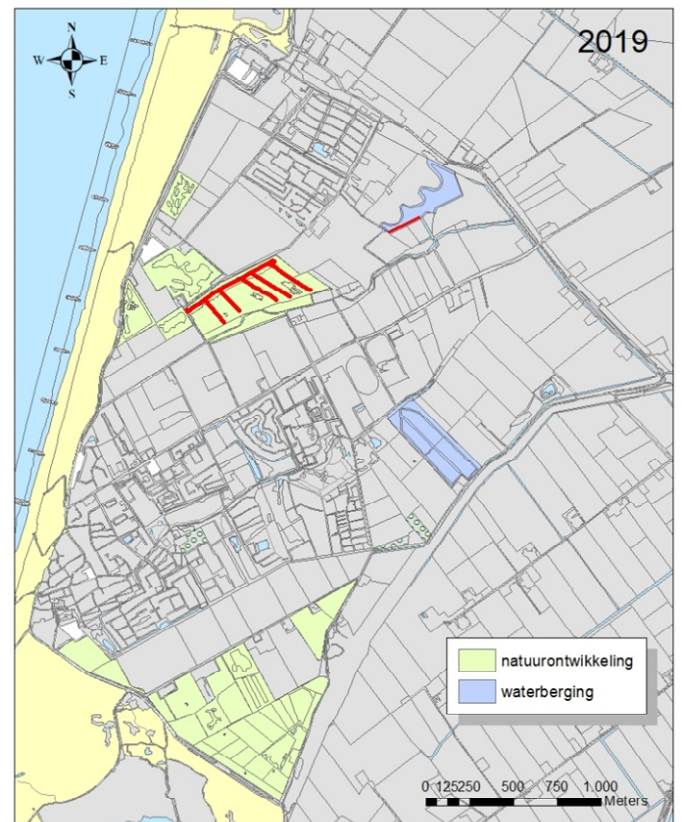 N
W E
S
2019
natuurontwikkeling
waterberging
0 125250 500 750 1.000
Meters